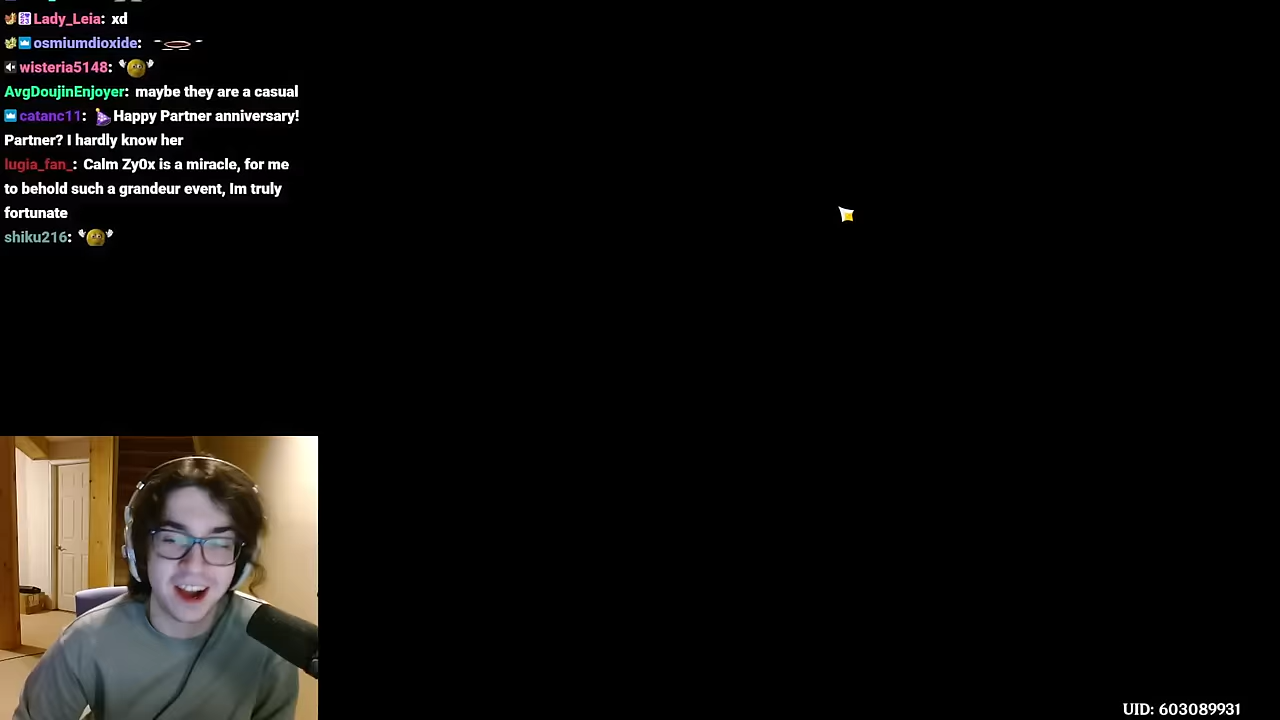 Lady_Leia: xd
osmiumdioxide:
wisteria5148:
AvgDoujinEnjoyer: maybe they are a casual
catanc11: Happy Partner anniversary!
Partner? I hardly know her
lugia_fan_: Calm Zy0x is a miracle, for me
to behold such a grandeur event, Im truly
fortunate
shiku216:
UID: 603089931